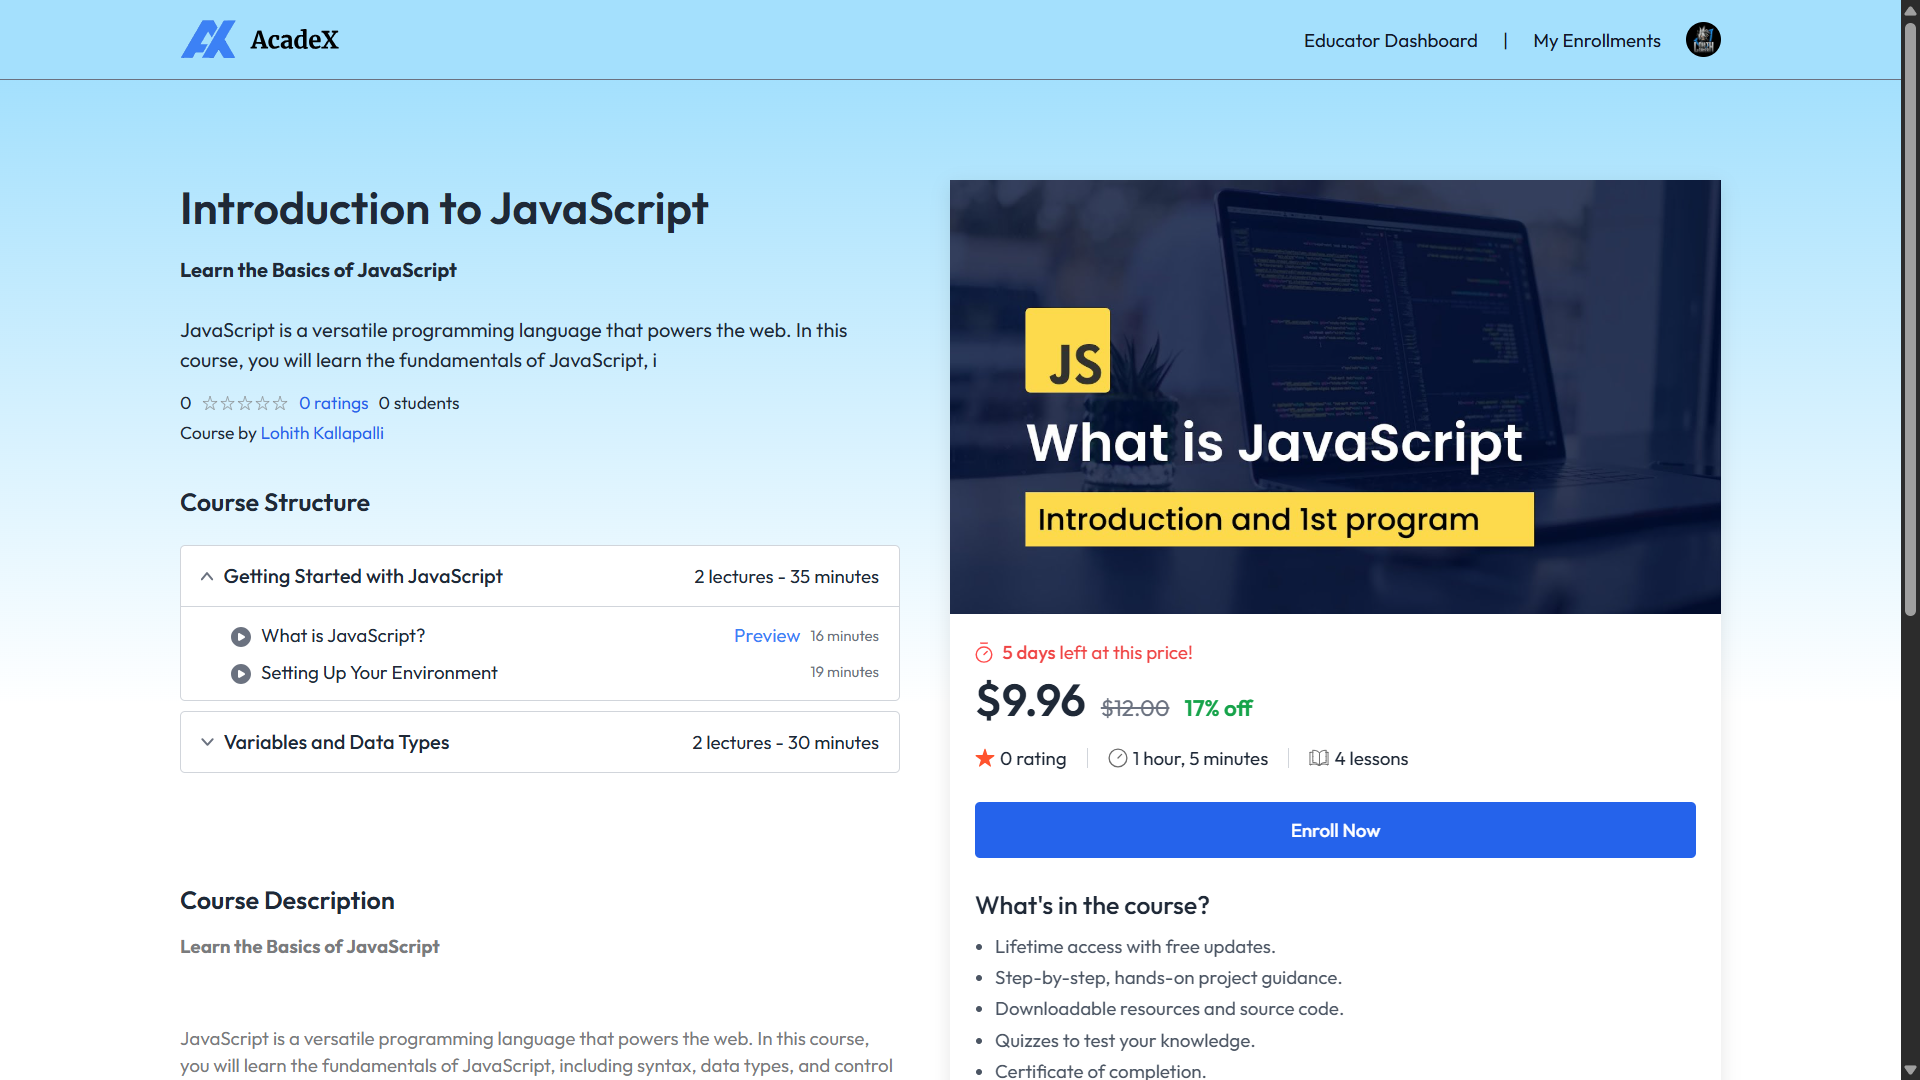 AcadeX
Educator Dashboard | My Enrollments
Introduction to JavaScript
Learn the Basics of JavaScript
JavaScript is a versatile programming language that powers the web. In this
course, you will learn the fundamentals of JavaScript, i
0 ☆☆☆☆☆ 0 ratings 0 students
Course by Lohith Kallapalli
Course Structure
Getting Started with JavaScript 2 lectures - 35 minutes
What is JavaScript? Preview 16 minutes
Setting Up Your Environment 19 minutes
Variables and Data Types 2 lectures - 30 minutes
Course Description
Learn the Basics of JavaScript
JavaScript is a versatile programming language that powers the web. In this course,
you will learn the fundamentals of JavaScript, including syntax, data types, and control
JS
What is JavaScript
Introduction and 1st program
5 days left at this price!
$9.96 $12.00 17% off
0 rating 1 hour, 5 minutes 4 lessons
Enroll Now
What's in the course?
• Lifetime access with free updates.
• Step-by-step, hands-on project guidance.
• Downloadable resources and source code.
• Quizzes to test your knowledge.
• Certificate of completion.